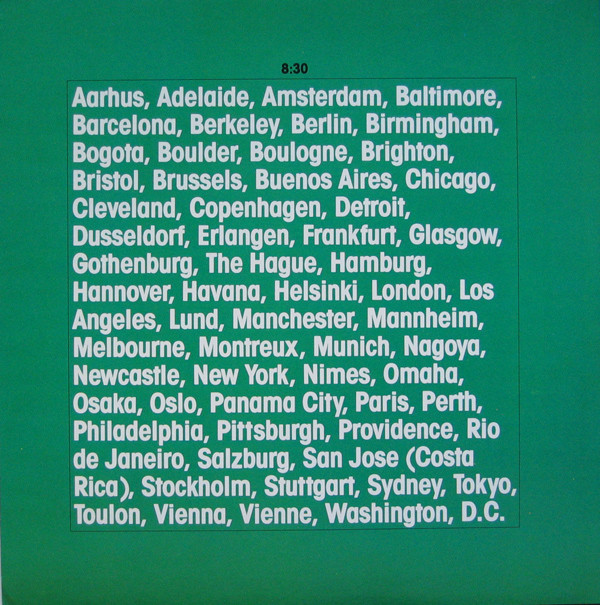 8:30
Aarhus, Adelaide, Amsterdam, Baltimore,
Barcelona, Berkeley, Berlin, Birmingham,
Bogota, Boulder, Boulogne, Brighton,
Bristol, Brussels, Buenos Aires, Chicago,
Cleveland, Copenhagen, Detroit,
Dusseldorf, Erlangen, Frankfurt, Glasgow,
Gothenburg, The Hague, Hamburg,
Hannover, Havana, Helsinki, London, Los
Angeles, Lund, Manchester, Mannheim,
Melbourne, Montreux, Munich, Nagoya,
Newcastle, New York, Nimes, Omaha,
Osaka, Oslo, Panama City, Paris, Perth,
Philadelphia, Pittsburgh, Providence, Rio
de Janeiro, Salzburg, San Jose (Costa
Rica), Stockholm, Stuttgart, Sydney, Tokyo,
Toulon, Vienna, Vienne, Washington, D.C.